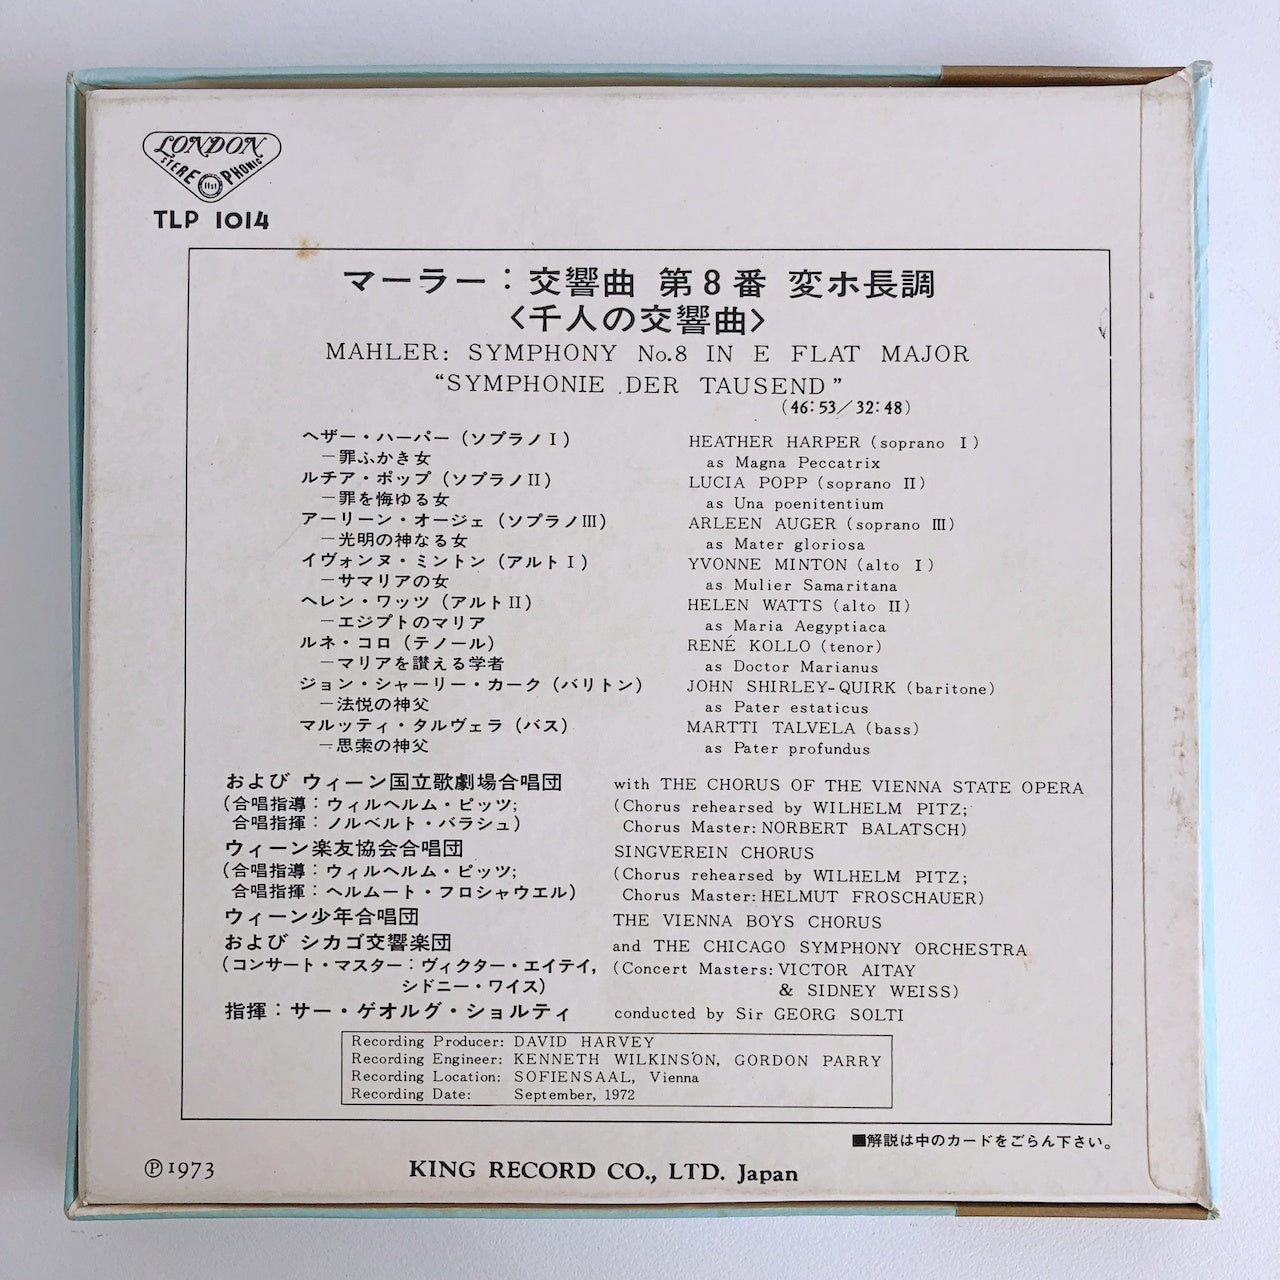 LONDON
STEREO PHONIC
TLP 1014
マーラー：交響曲 第8番 変ホ長調
〈千人の交響曲〉
MAHLER: SYMPHONY No.8 IN E FLAT MAJOR
“SYMPHONIE DER TAUSEND”
(46:53／32:48)
ヘザー・ハーパー（ソプラノⅠ）
－罪ふかき女
ルチア・ポップ（ソプラノⅡ）
－罪を悔ゆる女
アーリーン・オージェ（ソプラノⅢ）
－光明の神なる女
イヴォンヌ・ミントン（アルトⅠ）
－サマリアの女
ヘレン・ワッツ（アルトⅡ）
－エジプトのマリア
ルネ・コロ（テノール）
－マリアを讃える学者
ジョン・シャーリー・カーク（バリトン）
－法悦の神父
マルッティ・タルヴェラ（バス）
－思索の神父
HEATHER HARPER (soprano Ⅰ)
as Magna Peccatrix
LUCIA POPP (soprano Ⅱ)
as Una poenitentium
ARLEEN AUGER (soprano Ⅲ)
as Mater gloriosa
YVONNE MINTON (alto Ⅰ)
as Mulier Samaritana
HELEN WATTS (alto Ⅱ)
as Maria Aegyptiaca
RENÉ KOLLO (tenor)
as Doctor Marianus
JOHN SHIRLEY-QUIRK (baritone)
as Pater estaticus
MARTTI TALVELA (bass)
as Pater profundus
および ウィーン国立歌劇場合唱団
（合唱指導：ウィルヘルム・ピッツ;
合唱指揮：ノルベルト・バラシュ）
ウィーン楽友協会合唱団
（合唱指導：ウィルヘルム・ピッツ;
合唱指揮：ヘルムート・フロシャウエル）
ウィーン少年合唱団
および シカゴ交響楽団
（コンサート・マスター：ヴィクター・エイテイ,
シドニー・ワイス）
指揮：サー・ゲオルグ・ショルティ
with THE CHORUS OF THE VIENNA STATE OPERA
(Chorus rehearsed by WILHELM PITZ;
Chorus Master: NORBERT BALATSCH)
SINGVEREIN CHORUS
(Chorus rehearsed by WILHELM PITZ;
Chorus Master: HELMUT FROSCHAUER)
THE VIENNA BOYS CHORUS
and THE CHICAGO SYMPHONY ORCHESTRA
(Concert Masters: VICTOR AITAY
& SIDNEY WEISS)
conducted by Sir GEORG SOLTI
Recording Producer: DAVID HARVEY
Recording Engineer: KENNETH WILKINSON, GORDON PARRY
Recording Location: SOFIENSAAL, Vienna
Recording Date: September, 1972
■解説は中のカードをごらん下さい。
℗1973
KING RECORD CO., LTD. Japan